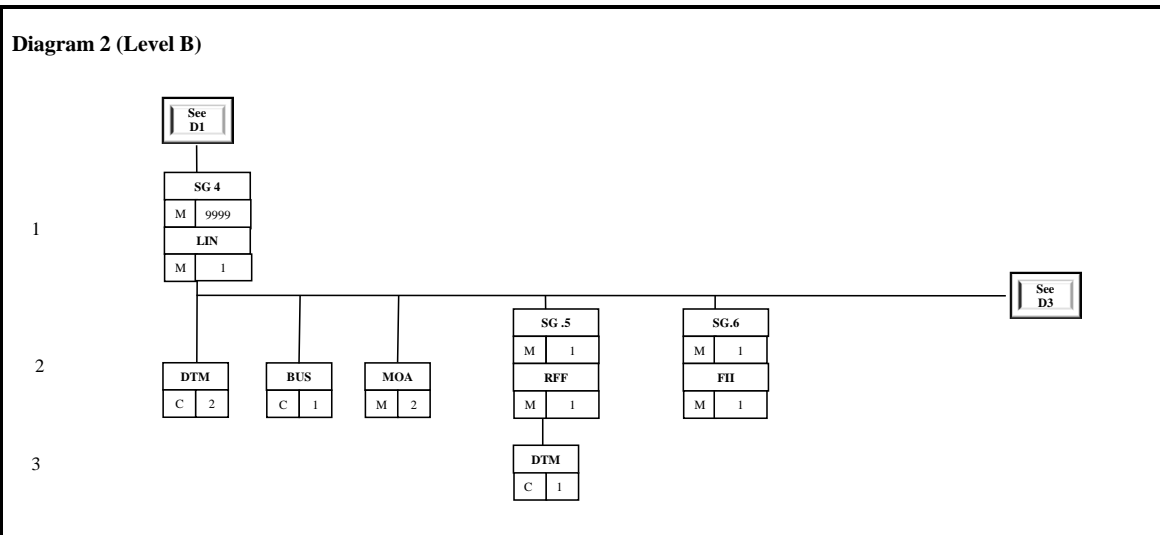 Diagram 2 (Level B)
See
D1
SG 4
M 9999
1
LIN
M 1
See
D3
SG .5 SG.6
M 1 M 1
2
DTM BUS MOA RFF FII
C 2 C 1 M 2 M 1 M 1
3
DTM
C 1